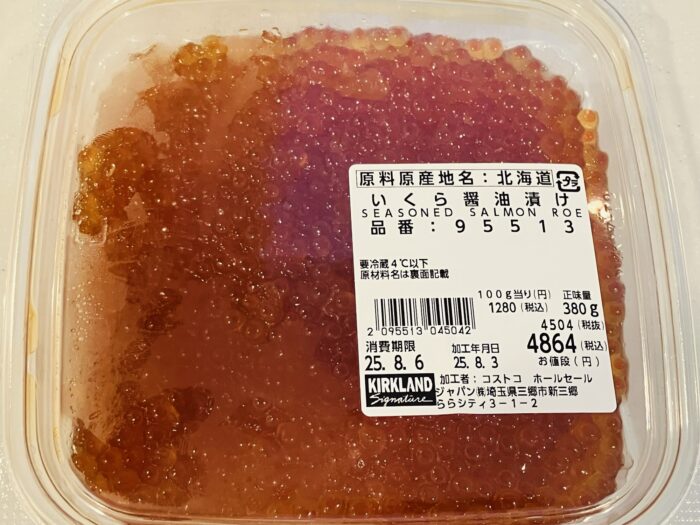 原料原産地名：北海道
いくら醤油漬け
SEASONED SALMON ROE
品番：95513
要冷蔵4℃以下
原材料名は裏面記載
100g当り(円) 正味量
1280(税込) 380g
4504(税抜)
2 095513 045042
4864(税込)
消費期限 加工年月日 お値段(円)
25.8.6 25.8.3
KIRKLAND
Signature
加工者：コストコ ホールセール
ジャパン㈱埼玉県三郷市新三郷
ららシティ3-1-2